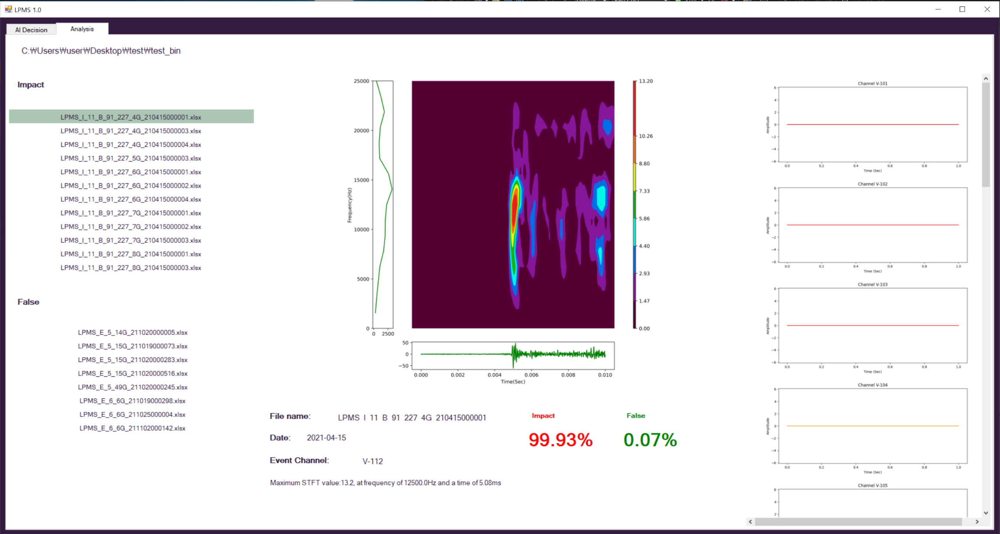 LPMS 1.0
AI Decision
Analysis
C:₩Users₩user₩Desktop₩test₩test_bin
Impact
LPMS_I_11_B_91_227_4G_210415000001.xlsx
LPMS_I_11_B_91_227_4G_210415000003.xlsx
LPMS_I_11_B_91_227_4G_210415000004.xlsx
LPMS_I_11_B_91_227_5G_210415000003.xlsx
LPMS_I_11_B_91_227_6G_210415000001.xlsx
LPMS_I_11_B_91_227_6G_210415000002.xlsx
LPMS_I_11_B_91_227_6G_210415000004.xlsx
LPMS_I_11_B_91_227_7G_210415000001.xlsx
LPMS_I_11_B_91_227_7G_210415000002.xlsx
LPMS_I_11_B_91_227_7G_210415000003.xlsx
LPMS_I_11_B_91_227_8G_210415000001.xlsx
LPMS_I_11_B_91_227_8G_210415000003.xlsx
False
LPMS_E_5_14G_211020000005.xlsx
LPMS_E_5_15G_211019000073.xlsx
LPMS_E_5_15G_211020000283.xlsx
LPMS_E_5_15G_211020000516.xlsx
LPMS_E_5_49G_211020000245.xlsx
LPMS_E_6_6G_211019000298.xlsx
LPMS_E_6_6G_211025000004.xlsx
LPMS_E_6_6G_211102000142.xlsx
Frequency(Hz)
25000
20000
15000
10000
5000
0
0 2500
13.20
10.26
8.80
7.33
5.86
4.40
2.93
1.47
0.00
50
0
−50
0.000 0.002 0.004 0.006 0.008 0.010
Time(Sec)
File name: LPMS I 11 B 91 227 4G 210415000001
Date: 2021-04-15
Event Channel: V-112
Maximum STFT value:13.2, at frequency of 12500.0Hz and a time of 5.08ms
Impact
99.93%
False
0.07%
Channel V-101
Amplitude
6
4
2
0
−2
−4
−6
0.0 0.2 0.4 0.6 0.8 1.0
Time (Sec)
Channel V-102
Amplitude
6
4
2
0
−2
−4
−6
0.0 0.2 0.4 0.6 0.8 1.0
Time (Sec)
Channel V-103
Amplitude
6
4
2
0
−2
−4
−6
0.0 0.2 0.4 0.6 0.8 1.0
Time (Sec)
Channel V-104
Amplitude
6
4
2
0
−2
−4
−6
0.0 0.2 0.4 0.6 0.8 1.0
Time (Sec)
Channel V-105
6
4
2